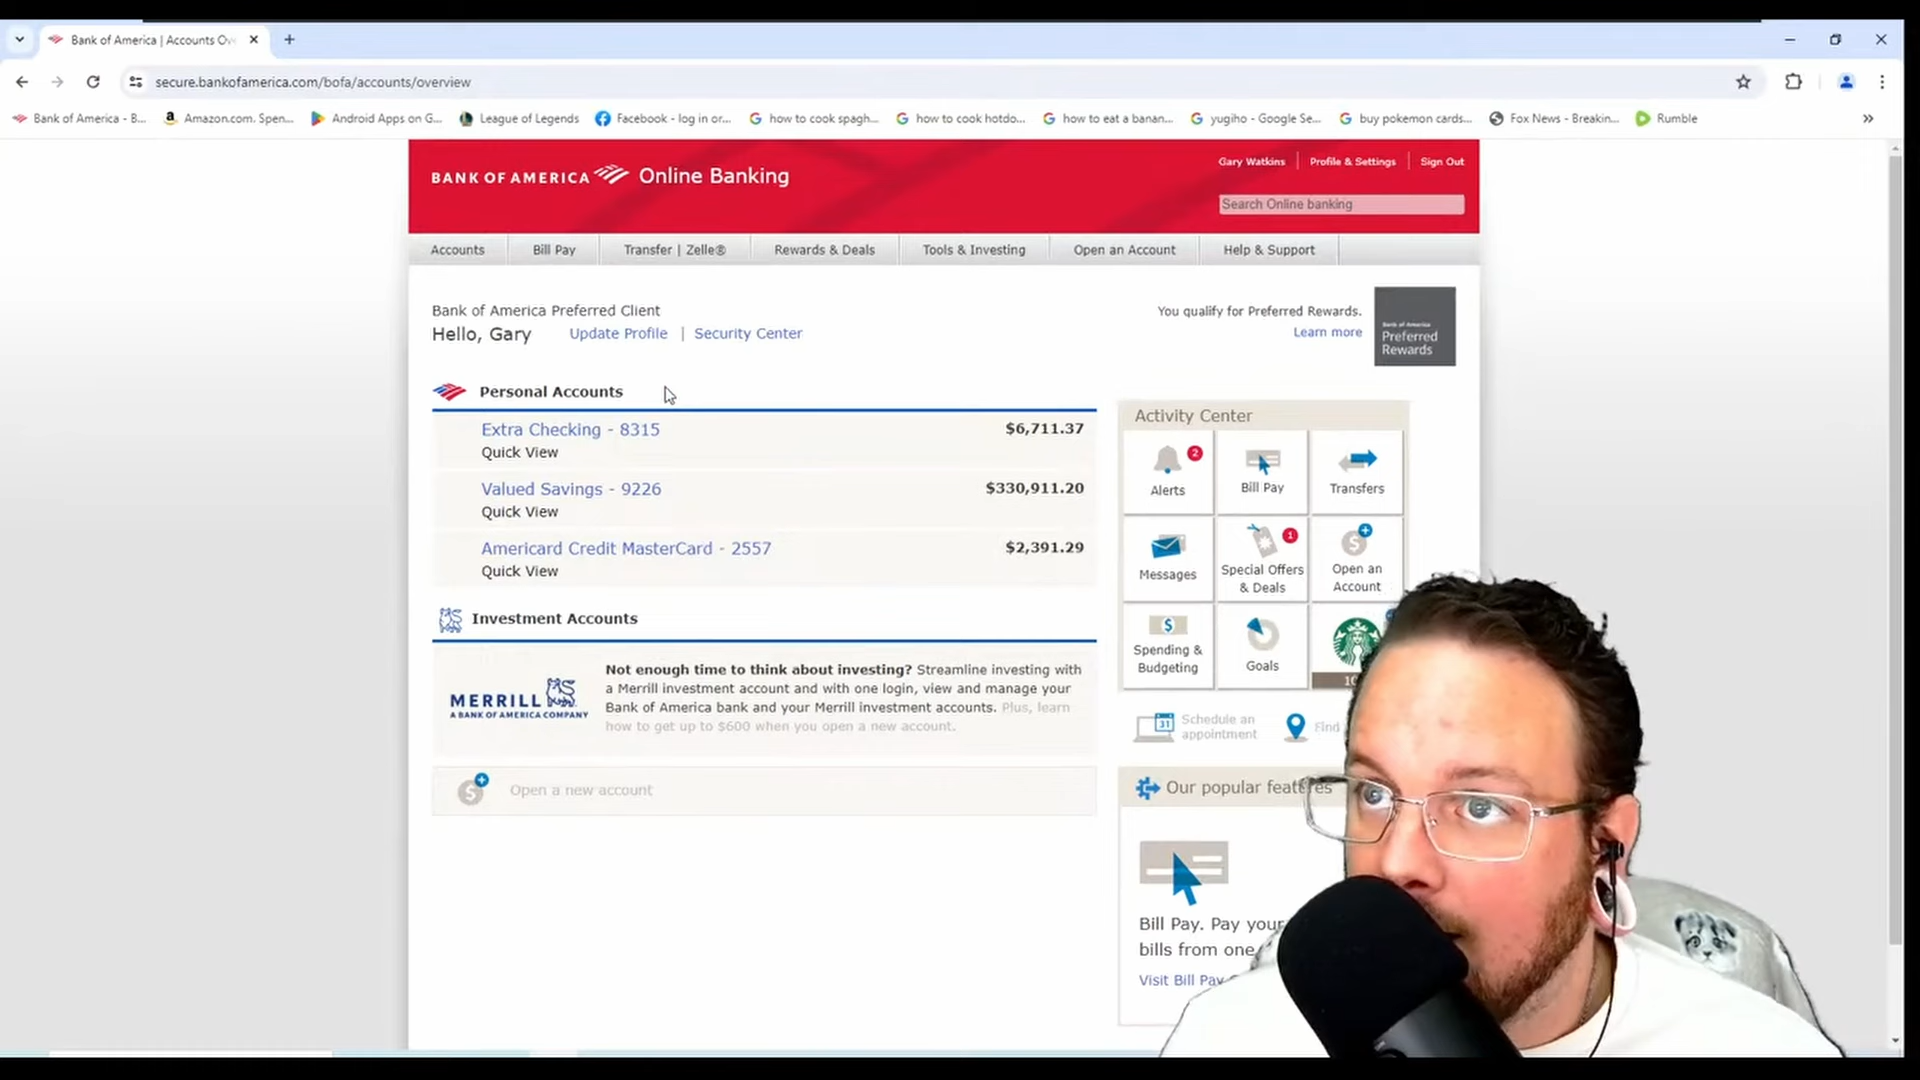 Bank of America | Accounts Ov
secure.bankofamerica.com/bofa/accounts/overview
Bank of America - B... Amazon.com. Spen... Android Apps on G... League of Legends Facebook - log in or... how to cook spagh... how to cook hotdo... how to eat a banan... yugiho - Google Se... buy pokemon cards... Fox News - Breakin... Rumble
BANK OF AMERICA Online Banking
Gary Watkins Profile & Settings Sign Out
Search Online banking
Accounts Bill Pay Transfer | Zelle® Rewards & Deals Tools & Investing Open an Account Help & Support
Bank of America Preferred Client
Hello, Gary Update Profile | Security Center
You qualify for Preferred Rewards.
Learn more
Bank of America
Preferred
Rewards
Personal Accounts
Extra Checking - 8315 $6,711.37
Quick View
Valued Savings - 9226 $330,911.20
Quick View
Americard Credit MasterCard - 2557 $2,391.29
Quick View
Investment Accounts
MERRILL
A BANK OF AMERICA COMPANY
Not enough time to think about investing? Streamline investing with
a Merrill investment account and with one login, view and manage your
Bank of America bank and your Merrill investment accounts. Plus, learn
how to get up to $600 when you open a new account.
Open a new account
Activity Center
2
Alerts Bill Pay Transfers
1
Messages Special Offers
& Deals Open an
Account
Spending &
Budgeting Goals
31
Schedule an
appointment
Find
Our popular features
Bill Pay. Pay your
bills from one
Visit Bill Pay